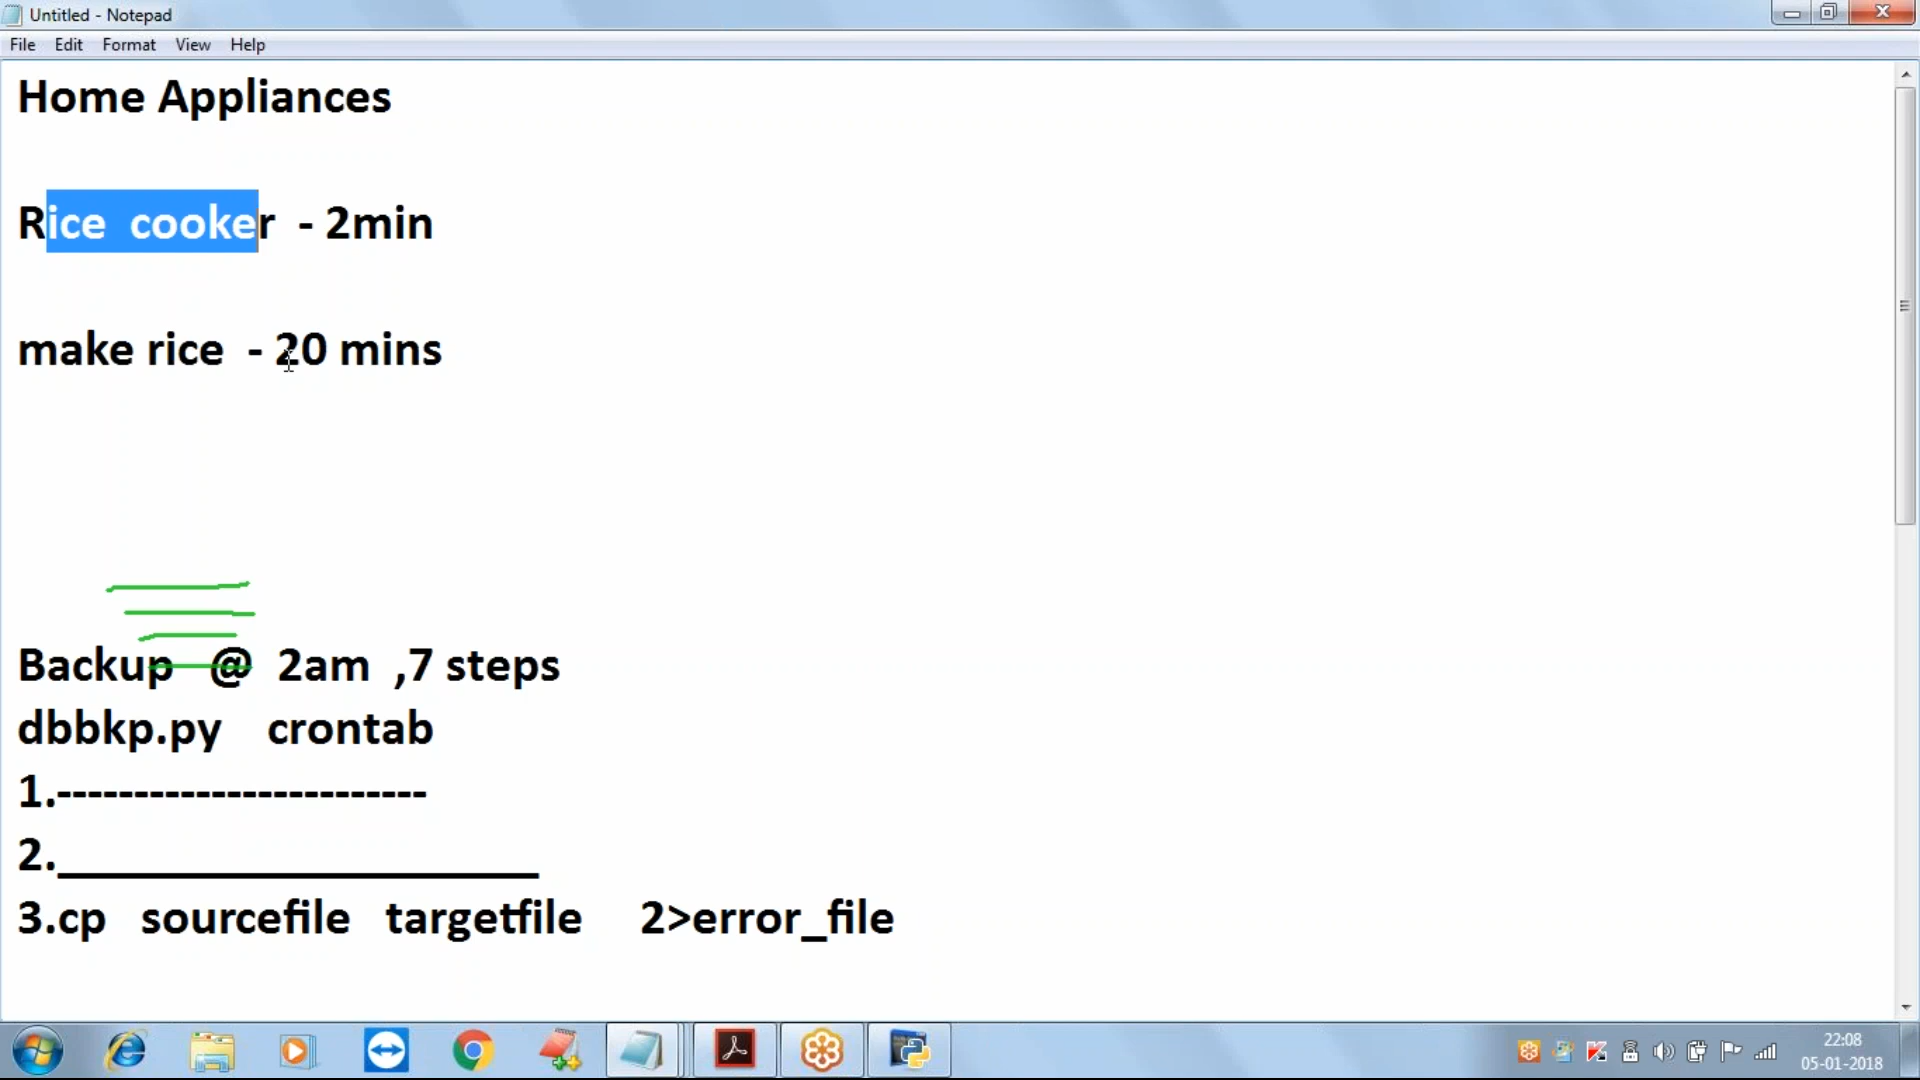 Untitled - Notepad
File Edit Format View Help
Home Appliances
Rice  cooker  - 2min
make rice  - 20 mins
Backup   @  2am  ,7 steps
dbbkp.py    crontab
1.------------------------
2.____________________
3.cp   sourcefile   targetfile     2>error_file
22:08
05-01-2018